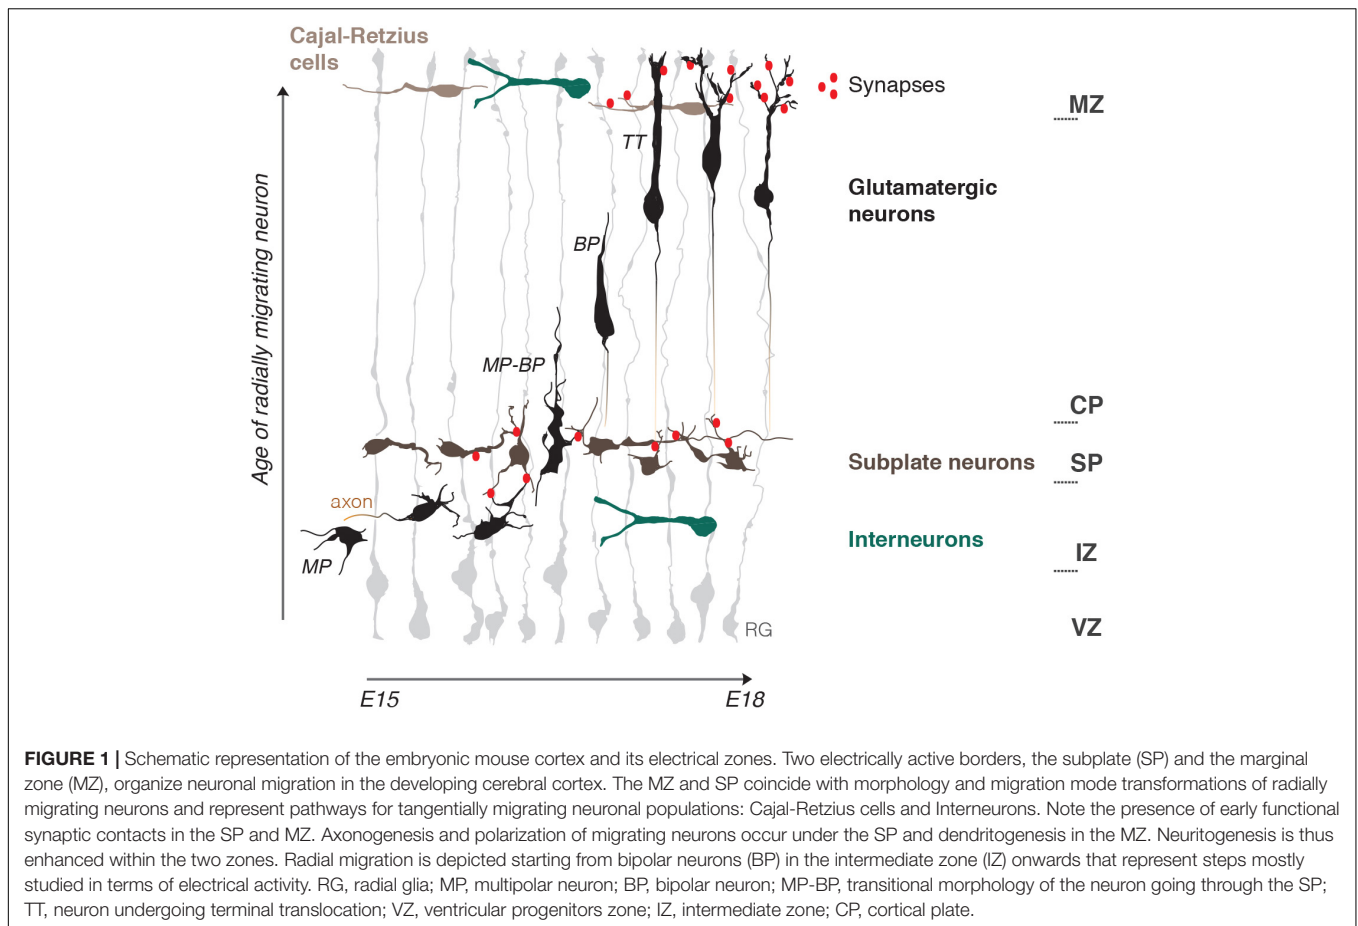 Cajal-Retzius
cells
Synapses
MZ
TT
Glutamatergic
neurons
Age of radially migrating neuron
BP
MP-BP
CP
Subplate neurons
SP
axon
Interneurons
IZ
MP
RG
VZ
E15
E18
FIGURE 1 | Schematic representation of the embryonic mouse cortex and its electrical zones. Two electrically active borders, the subplate (SP) and the marginal
zone (MZ), organize neuronal migration in the developing cerebral cortex. The MZ and SP coincide with morphology and migration mode transformations of radially
migrating neurons and represent pathways for tangentially migrating neuronal populations: Cajal-Retzius cells and Interneurons. Note the presence of early functional
synaptic contacts in the SP and MZ. Axonogenesis and polarization of migrating neurons occur under the SP and dendritogenesis in the MZ. Neuritogenesis is thus
enhanced within the two zones. Radial migration is depicted starting from bipolar neurons (BP) in the intermediate zone (IZ) onwards that represent steps mostly
studied in terms of electrical activity. RG, radial glia; MP, multipolar neuron; BP, bipolar neuron; MP-BP, transitional morphology of the neuron going through the SP;
TT, neuron undergoing terminal translocation; VZ, ventricular progenitors zone; IZ, intermediate zone; CP, cortical plate.